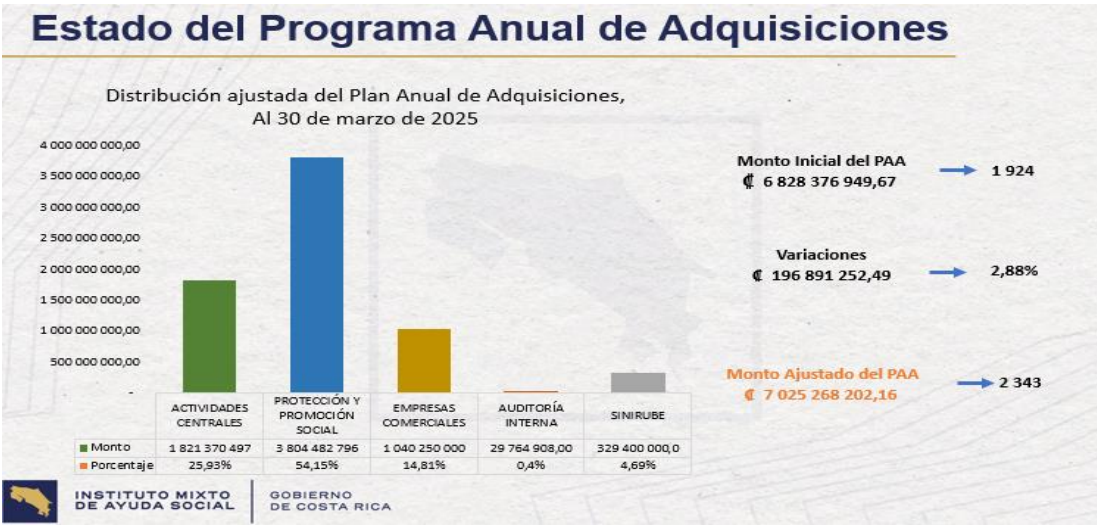 Estado del Programa Anual de Adquisiciones
Distribución ajustada del Plan Anual de Adquisiciones,
Al 30 de marzo de 2025
4 000 000 000,00
3 500 000 000,00
3 000 000 000,00
2 500 000 000,00
2 000 000 000,00
1 500 000 000,00
1 000 000 000,00
500 000 000,00
-
ACTIVIDADES
CENTRALES
PROTECCIÓN Y
PROMOCIÓN
SOCIAL
EMPRESAS
COMERCIALES
AUDITORÍA
INTERNA
SINIRUBE
Monto 1 821 370 497 3 804 482 796 1 040 250 000 29 764 908,00 329 400 000,0
Porcentaje 25,93% 54,15% 14,81% 0,4% 4,69%
Monto Inicial del PAA
₡ 6 828 376 949,67
1 924
Variaciones
₡ 196 891 252,49
2,88%
Monto Ajustado del PAA
₡ 7 025 268 202,16
2 343
INSTITUTO MIXTO
DE AYUDA SOCIAL
GOBIERNO
DE COSTA RICA